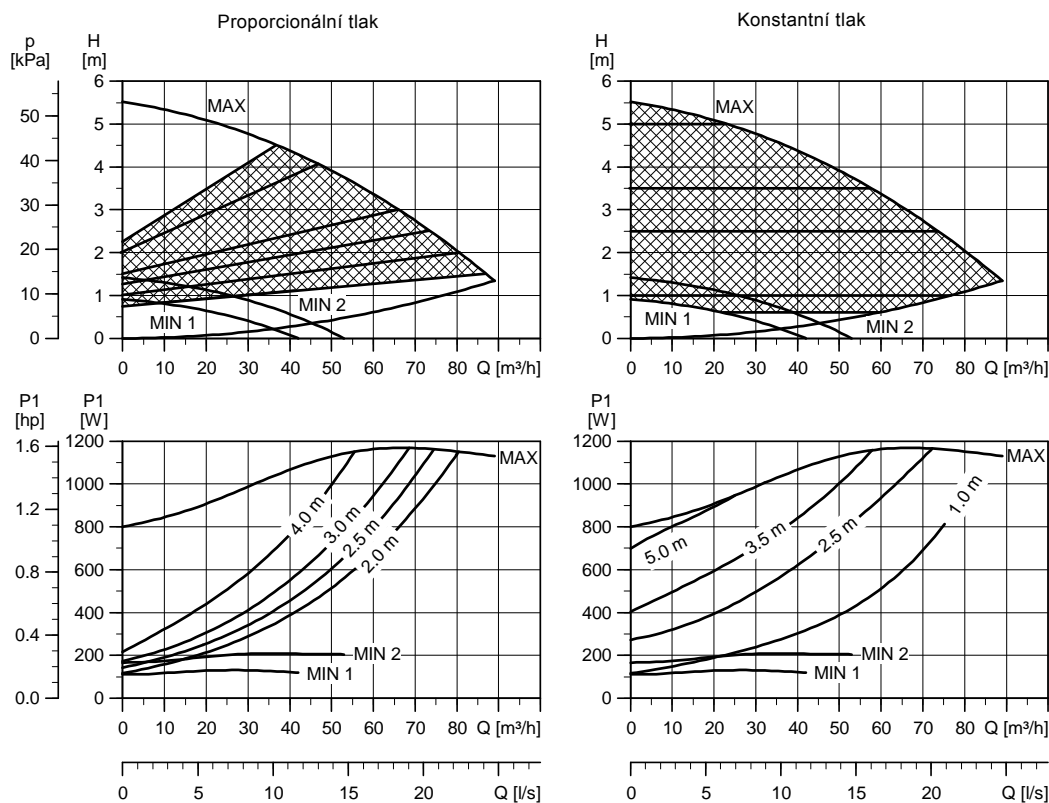 Proporcionální tlak
Konstantní tlak
p
[kPa]
H
[m]
H
[m]
50
40
30
20
10
0
6
5
4
3
2
1
0
MAX
MIN 1
MIN 2
0 10 20 30 40 50 60 70 80 Q [m³/h]
6
5
4
3
2
1
0
MAX
MIN 1
MIN 2
0 10 20 30 40 50 60 70 80 Q [m³/h]
P1
[hp]
P1
[W]
P1
[W]
1.6
1.2
0.8
0.4
0.0
1200
1000
800
600
400
200
0
MAX
4.0 m
3.0 m
2.5 m
2.0 m
MIN 2
MIN 1
0 10 20 30 40 50 60 70 80 Q [m³/h]
1200
1000
800
600
400
200
0
MAX
5.0 m
3.5 m
2.5 m
1.0 m
MIN 2
MIN 1
0 10 20 30 40 50 60 70 80 Q [m³/h]
0 5 10 15 20 Q [l/s]
0 5 10 15 20 Q [l/s]